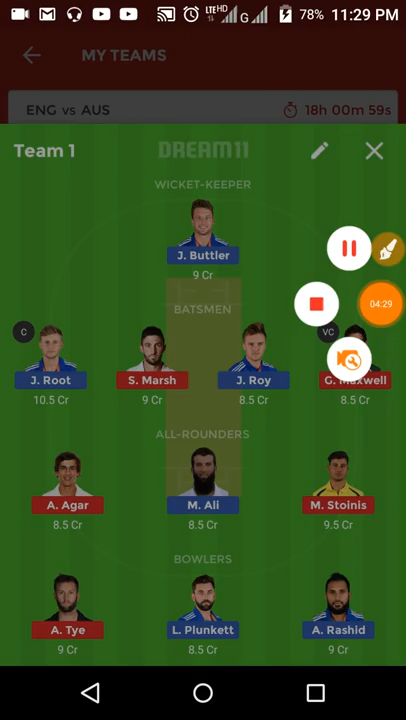 LTE HD G 78% 11:29 PM
MY TEAMS
ENG vs AUS 18h 00m 59s
Team 1 DREAM11
WICKET-KEEPER
J. Buttler
9 Cr
BATSMEN
C VC
J. Root S. Marsh J. Roy G. Maxwell
10.5 Cr 9 Cr 8.5 Cr 8.5 Cr
04:29
ALL-ROUNDERS
A. Agar M. Ali M. Stoinis
8.5 Cr 8.5 Cr 9.5 Cr
BOWLERS
A. Tye L. Plunkett A. Rashid
9 Cr 8.5 Cr 9 Cr